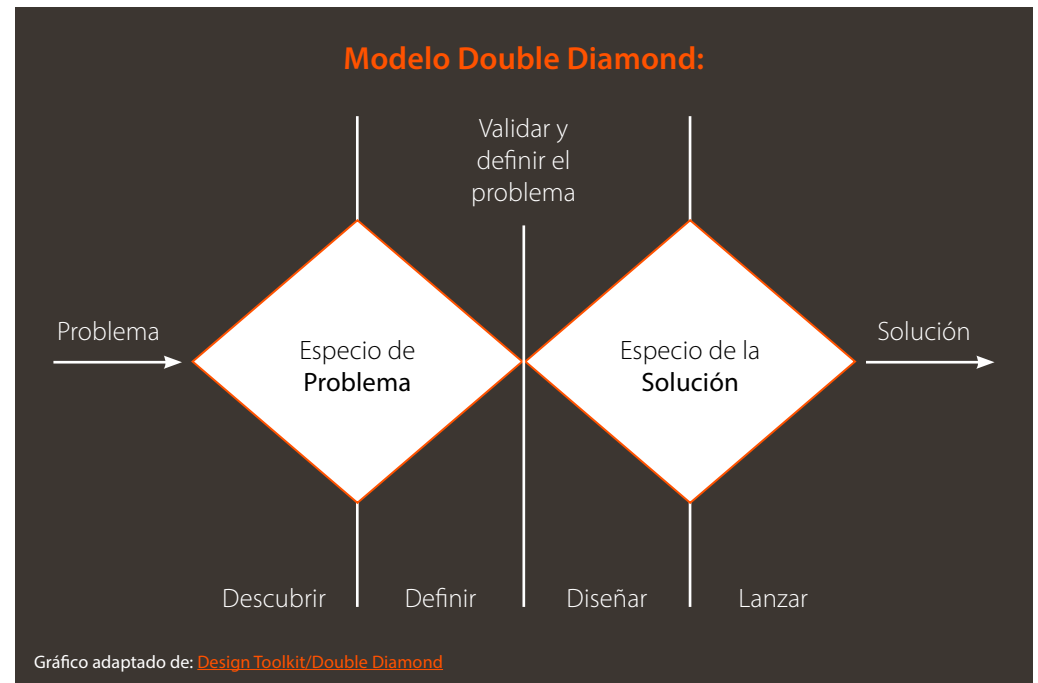 Modelo Double Diamond:
Validar y
definir el
problema
Problema
Especio de
Problema
Especio de la
Solución
Solución
Descubrir
Definir
Diseñar
Lanzar
Gráfico adaptado de: Design Toolkit/Double Diamond